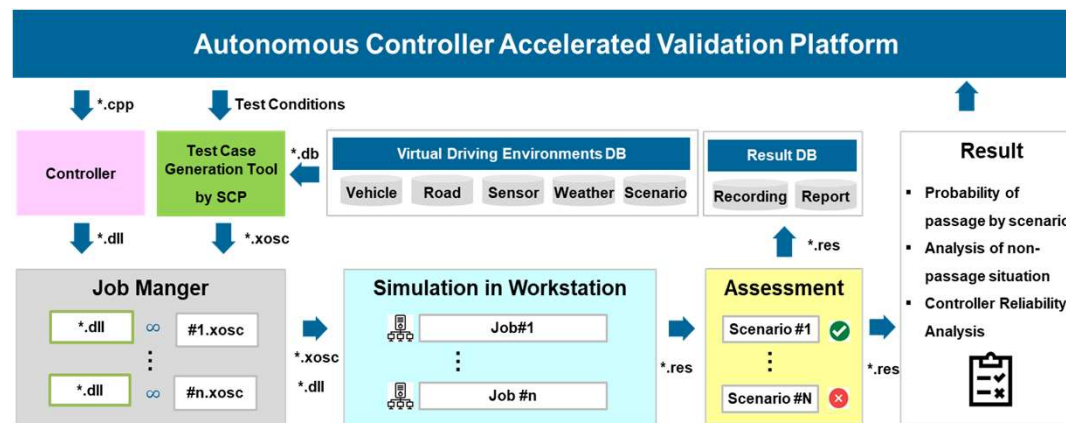 Autonomous Controller Accelerated Validation Platform
*.cpp
Test Conditions
Controller
Test Case
Generation Tool
by SCP
*.db
Virtual Driving Environments DB
Vehicle
Road
Sensor
Weather
Scenario
Result DB
Recording
Report
Result
▪ Probability of
passage by scenario
▪ Analysis of non-
passage situation
▪ Controller Reliability
Analysis
*.dll
*.xosc
*.res
Job Manger
*.dll
∞
#1.xosc
⋮
*.dll
∞
#n.xosc
*.xosc
*.dll
Simulation in Workstation
Job#1
⋮
Job #n
*.res
Assessment
Scenario #1
⋮
Scenario #N
*.res